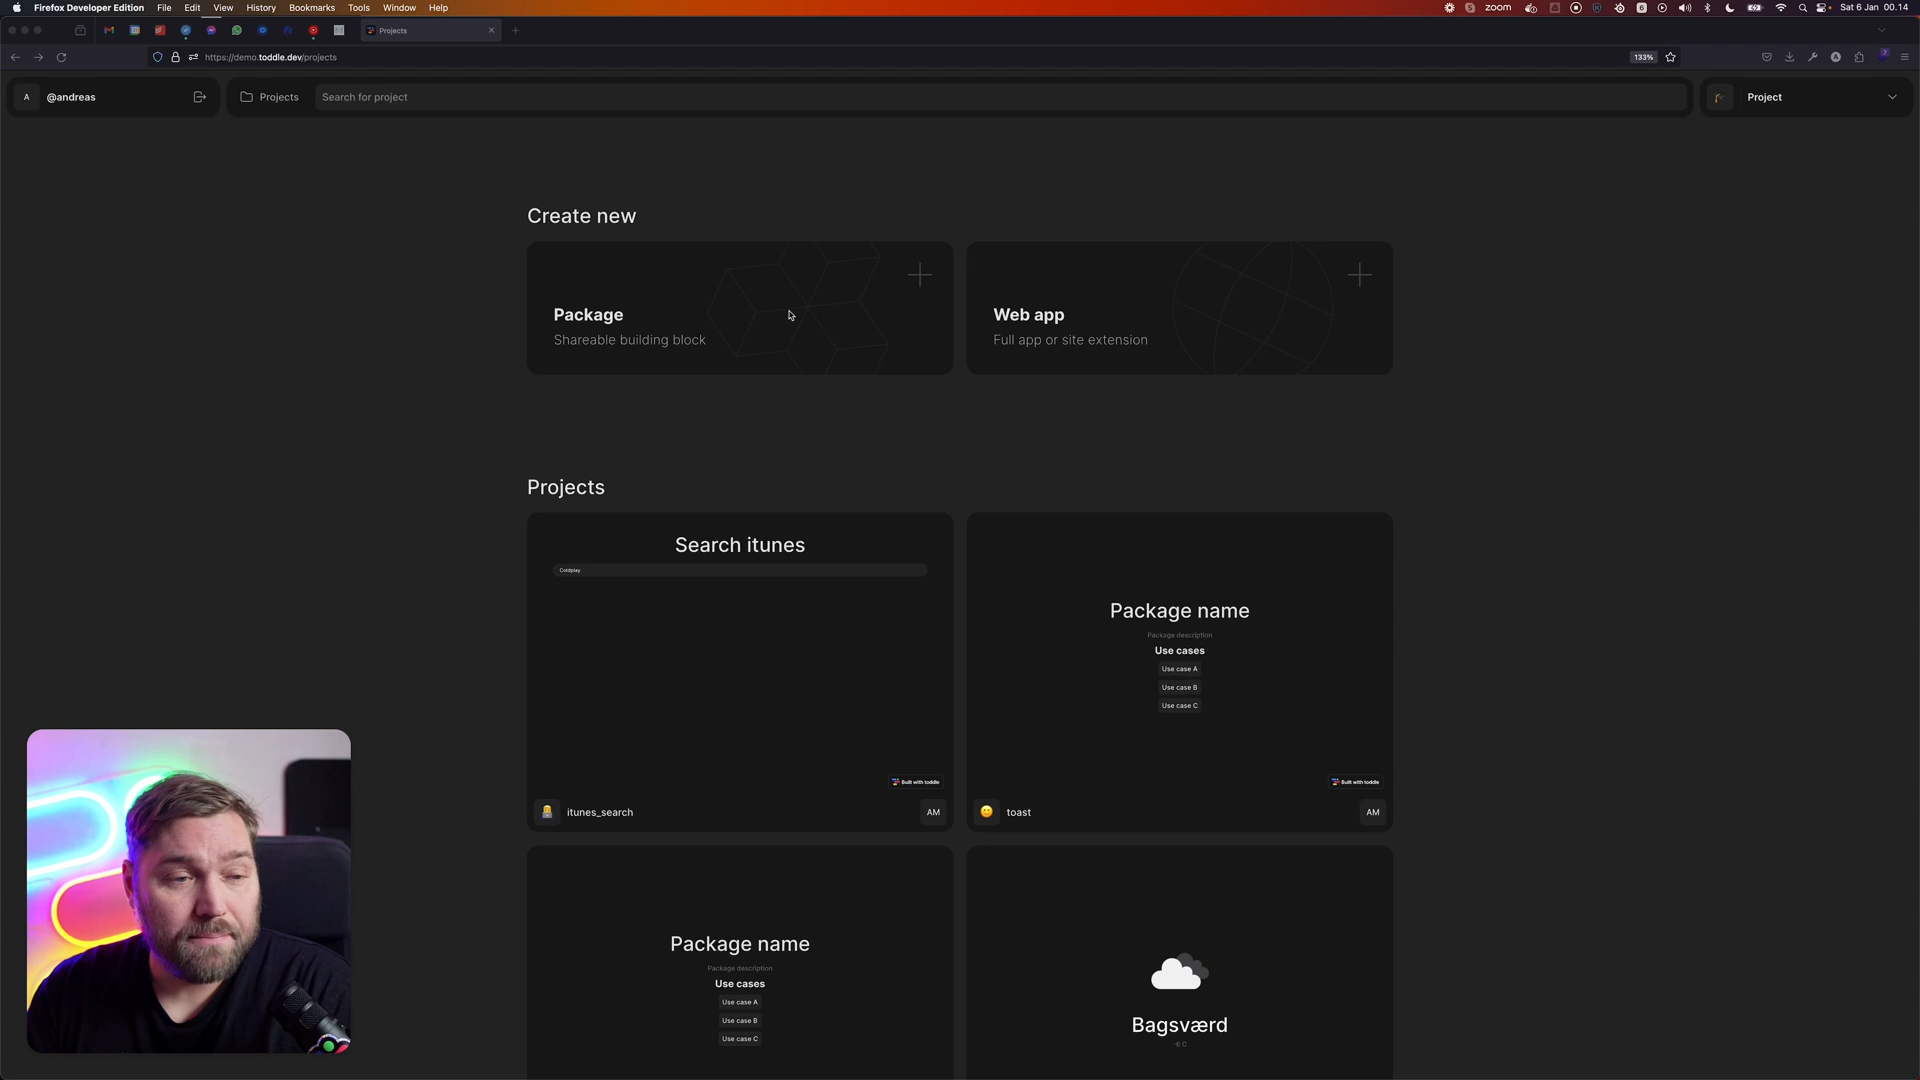 Firefox Developer Edition File Edit View History Bookmarks Tools Window Help
zoom 6 Sat 6 Jan 00.14
Projects
https://demo.toddle.dev/projects
133%
A @andreas
Projects Search for project
Project
Create new
Package
Shareable building block
Web app
Full app or site extension
Projects
Search itunes
Coldplay
Built with toddle
itunes_search AM
Package name
Package description
Use cases
Use case A
Use case B
Use case C
Built with toddle
toast AM
Package name
Package description
Use cases
Use case A
Use case B
Use case C
Bagsværd
-6 C